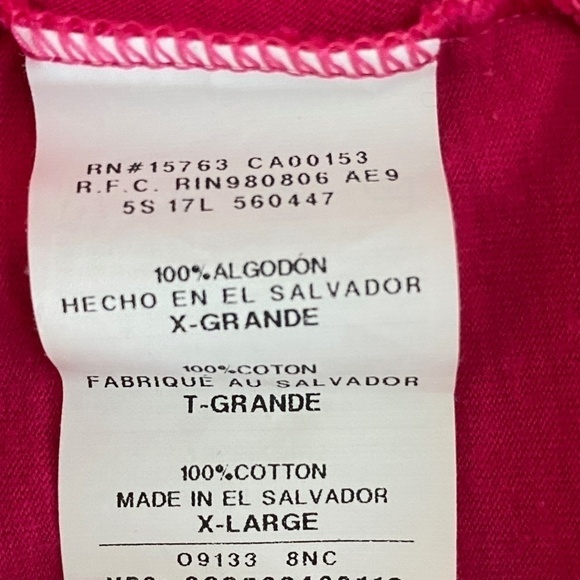 RN#15763 CA00153
R.F.C. RIN980806 AE9
5S 17L 560447
100%ALGODÓN
HECHO EN EL SALVADOR
X-GRANDE
100%COTON
FABRIQUÉ AU SALVADOR
T-GRANDE
100%COTTON
MADE IN EL SALVADOR
X-LARGE
09133 8NC